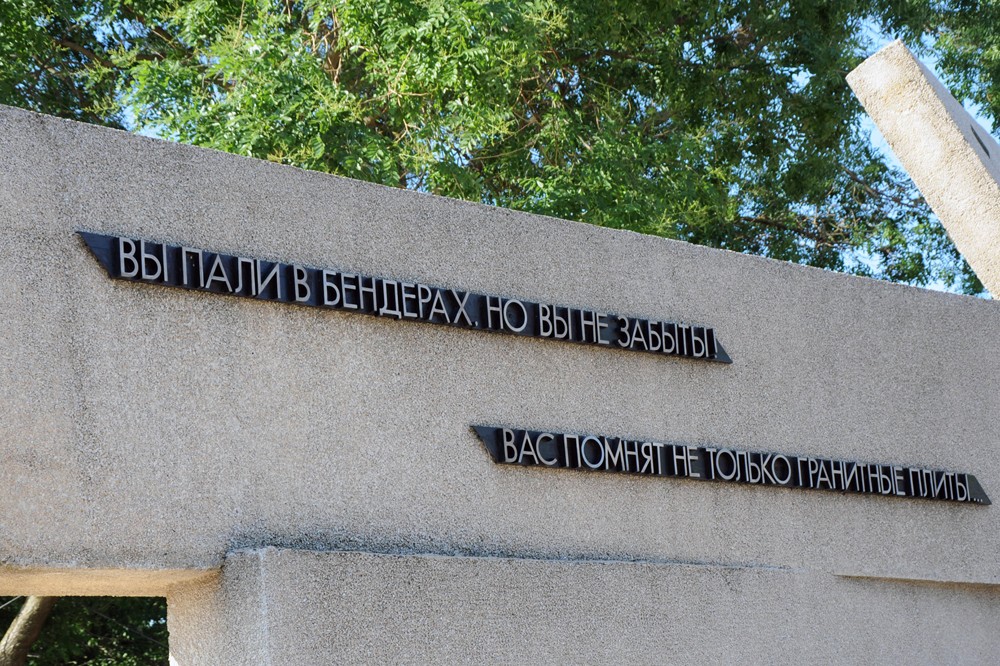 ВЫ ПАЛИ В БЕНДЕРАХ, НО ВЫ НЕ ЗАБЫТЫ!
ВАС ПОМНЯТ НЕ ТОЛЬКО ГРАНИТНЫЕ ПЛИТЫ...